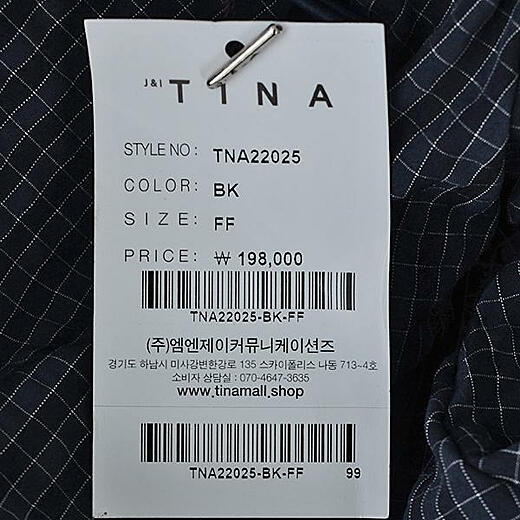 J&I TINA
STYLE NO: TNA22025
COLOR: BK
SIZE: FF
PRICE: ₩ 198,000
TNA22025-BK-FF
(주)엠엔제이커뮤니케이션즈
경기도 하남시 미사강변한강로 135 스카이폴리스 나동 713~4호
소비자 상담실 : 070-4647-3635
www.tinamall.shop
TNA22025-BK-FF 99